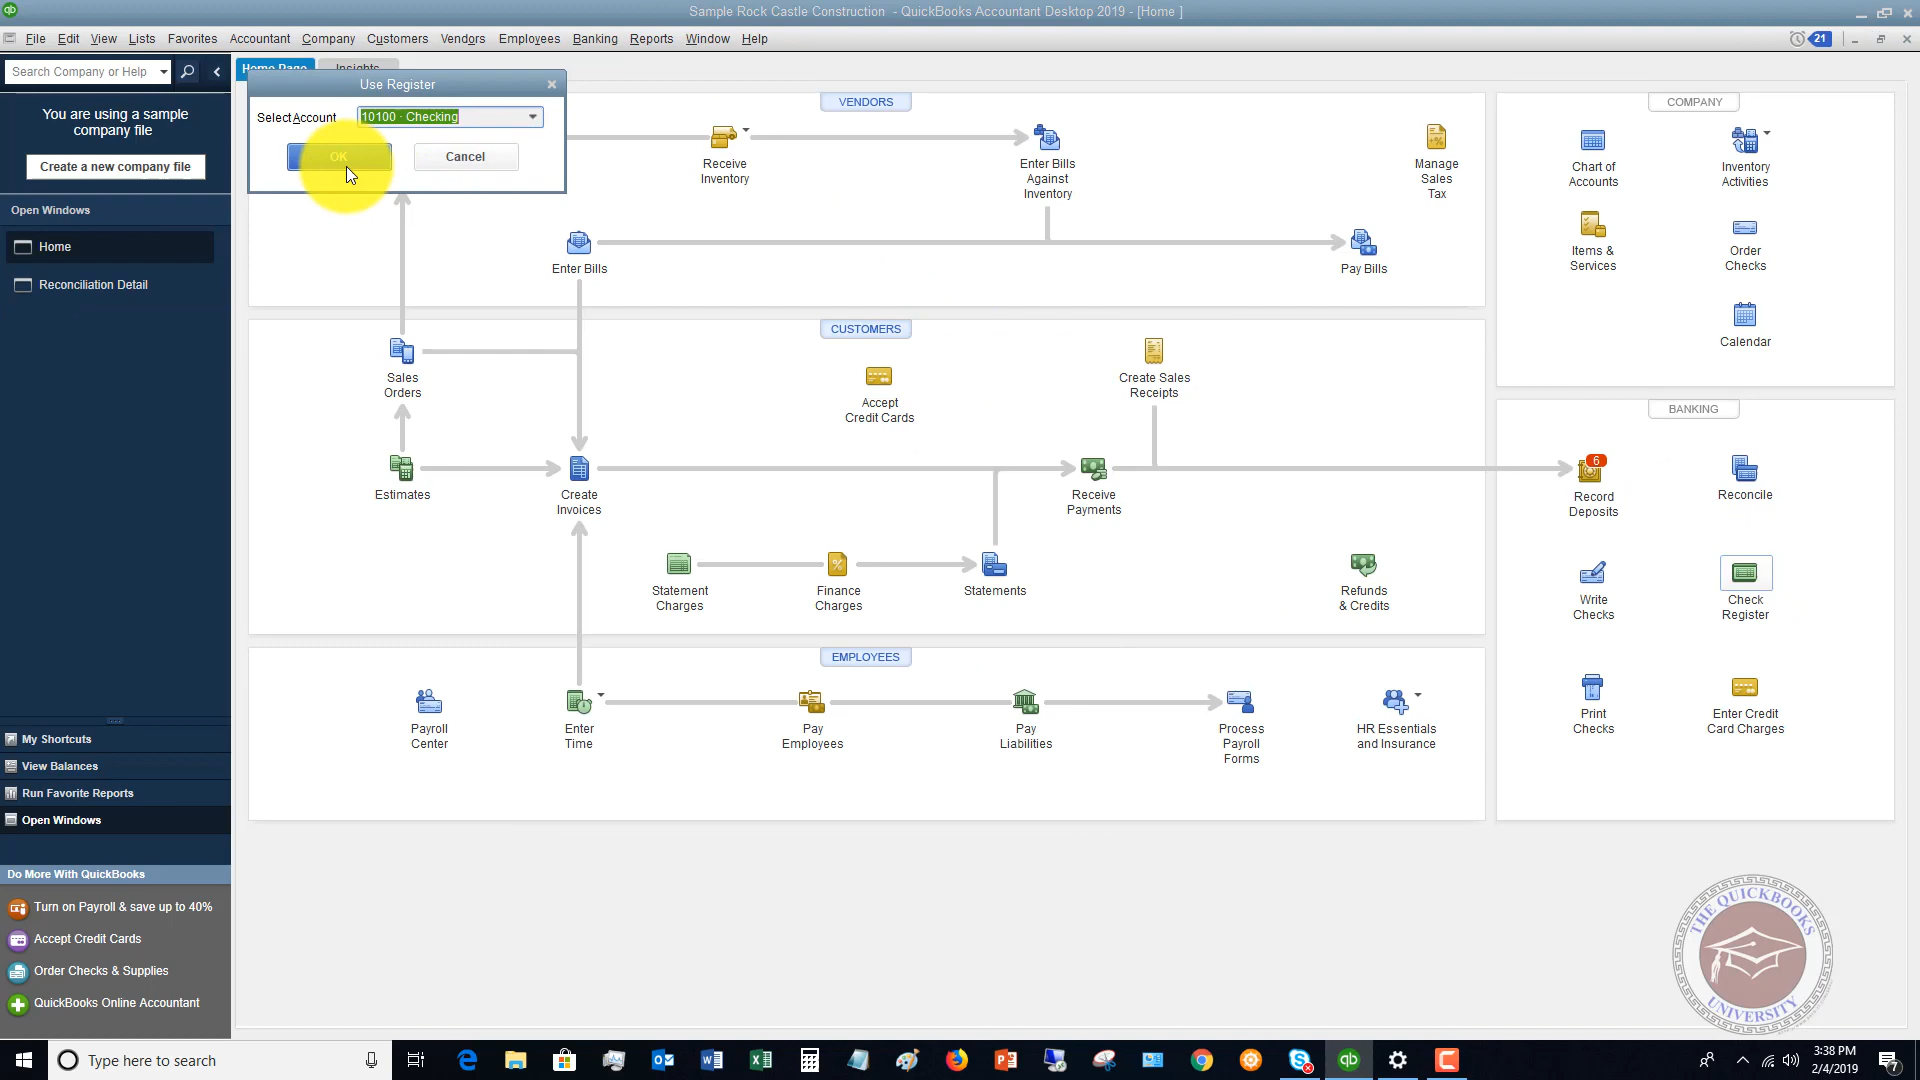 Sample Rock Castle Construction - QuickBooks Accountant Desktop 2019 - [Home ]
File Edit View Lists Favorites Accountant Company Customers Vendors Employees Banking Reports Window Help
21
Search Company or Help
Home Page
Insights
You are using a sample
company file
Create a new company file
Open Windows
Home
Reconciliation Detail
My Shortcuts
View Balances
Run Favorite Reports
Open Windows
Do More With QuickBooks
Turn on Payroll & save up to 40%
Accept Credit Cards
Order Checks & Supplies
QuickBooks Online Accountant
Use Register
Select Account
10100 · Checking
OK
Cancel
VENDORS
Receive
Inventory
Enter Bills
Against
Inventory
Manage
Sales
Tax
Enter Bills
Pay Bills
CUSTOMERS
Sales
Orders
Accept
Credit Cards
Create Sales
Receipts
Estimates
Create
Invoices
Receive
Payments
Statement
Charges
Finance
Charges
Statements
Refunds
& Credits
EMPLOYEES
Payroll
Center
Enter
Time
Pay
Employees
Pay
Liabilities
Process
Payroll
Forms
HR Essentials
and Insurance
COMPANY
Chart of
Accounts
Inventory
Activities
Items &
Services
Order
Checks
Calendar
BANKING
6
Record
Deposits
Reconcile
Write
Checks
Check
Register
Print
Checks
Enter Credit
Card Charges
THE QUICKBOOKS
UNIVERSITY
Type here to search
qb
3:38 PM
2/4/2019
7